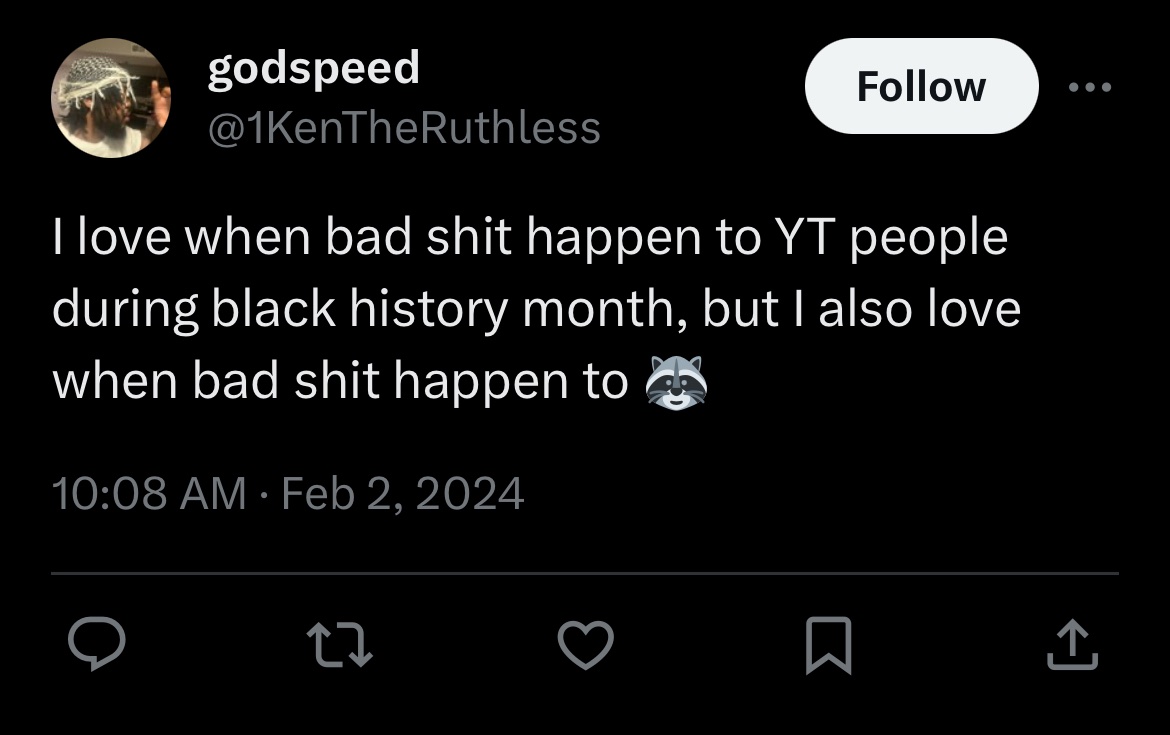 godspeed
@1KenTheRuthless
Follow
I love when bad shit happen to YT people
during black history month, but I also love
when bad shit happen to 🦝
10:08 AM · Feb 2, 2024